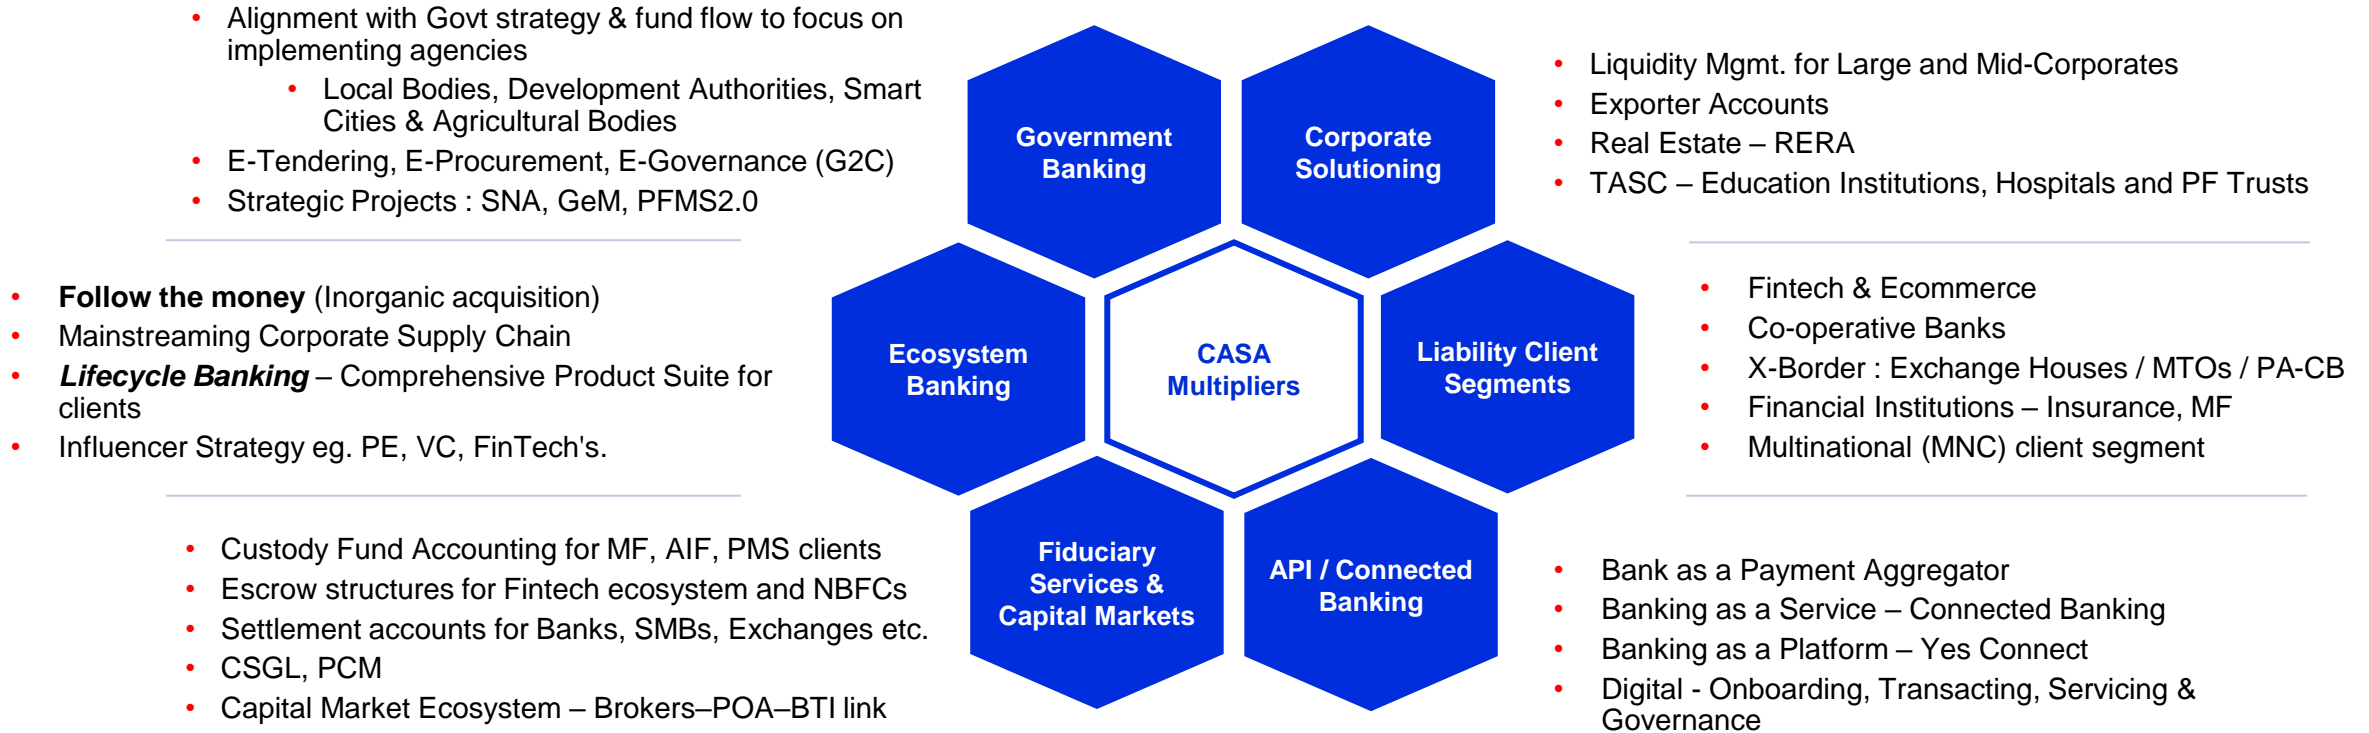 • Alignment with Govt strategy & fund flow to focus on
implementing agencies
• Local Bodies, Development Authorities, Smart
Cities & Agricultural Bodies
• E-Tendering, E-Procurement, E-Governance (G2C)
• Strategic Projects : SNA, GeM, PFMS2.0
Government
Banking
Corporate
Solutioning
• Liquidity Mgmt. for Large and Mid-Corporates
• Exporter Accounts
• Real Estate – RERA
• TASC – Education Institutions, Hospitals and PF Trusts
• Follow the money (Inorganic acquisition)
• Mainstreaming Corporate Supply Chain
• Lifecycle Banking – Comprehensive Product Suite for
clients
• Influencer Strategy eg. PE, VC, FinTech's.
Ecosystem
Banking
CASA
Multipliers
Liability Client
Segments
• Fintech & Ecommerce
• Co-operative Banks
• X-Border : Exchange Houses / MTOs / PA-CB
• Financial Institutions – Insurance, MF
• Multinational (MNC) client segment
• Custody Fund Accounting for MF, AIF, PMS clients
• Escrow structures for Fintech ecosystem and NBFCs
• Settlement accounts for Banks, SMBs, Exchanges etc.
• CSGL, PCM
• Capital Market Ecosystem – Brokers–POA–BTI link
Fiduciary
Services &
Capital Markets
API / Connected
Banking
• Bank as a Payment Aggregator
• Banking as a Service – Connected Banking
• Banking as a Platform – Yes Connect
• Digital - Onboarding, Transacting, Servicing &
Governance